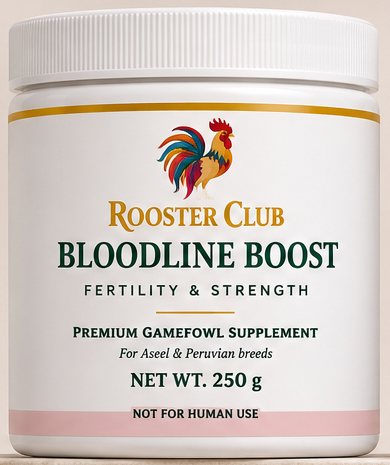 ROOSTER CLUB
BLOODLINE BOOST
FERTILITY & STRENGTH
PREMIUM GAMEFOWL SUPPLEMENT
For Aseel & Peruvian breeds
NET WT. 250 g
NOT FOR HUMAN USE